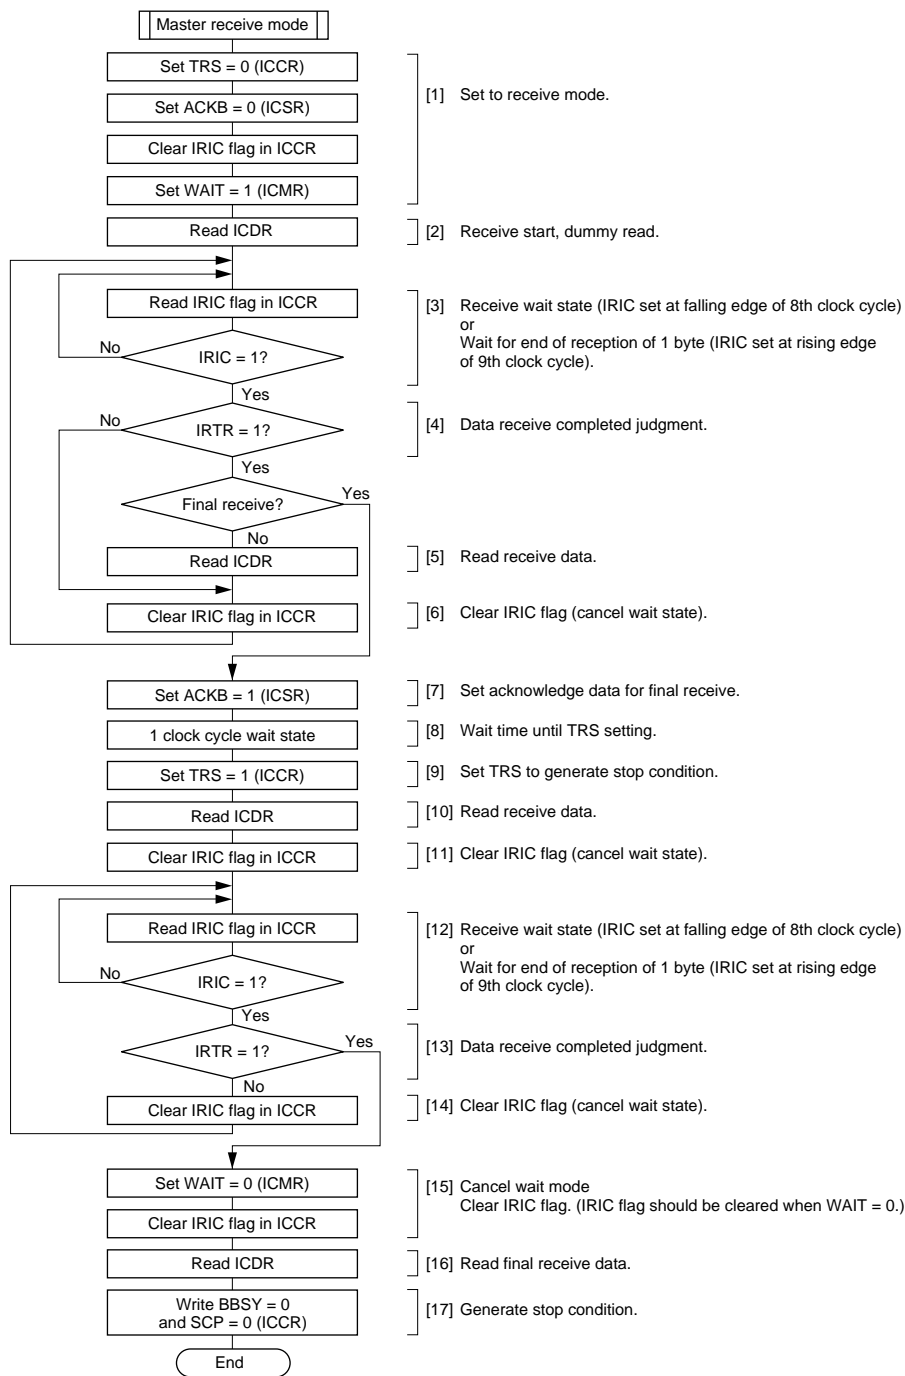 Master receive mode
Set TRS = 0 (ICCR)
Set ACKB = 0 (ICSR)
Clear IRIC flag in ICCR
Set WAIT = 1 (ICMR)
[1] Set to receive mode.
Read ICDR
[2] Receive start, dummy read.
Read IRIC flag in ICCR
[3] Receive wait state (IRIC set at falling edge of 8th clock cycle)
or
Wait for end of reception of 1 byte (IRIC set at rising edge
of 9th clock cycle).
No
IRIC = 1?
Yes
No
IRTR = 1?
[4] Data receive completed judgment.
Yes
Final receive?
Yes
No
Read ICDR
[5] Read receive data.
Clear IRIC flag in ICCR
[6] Clear IRIC flag (cancel wait state).
Set ACKB = 1 (ICSR)
[7] Set acknowledge data for final receive.
1 clock cycle wait state
[8] Wait time until TRS setting.
Set TRS = 1 (ICCR)
[9] Set TRS to generate stop condition.
Read ICDR
[10] Read receive data.
Clear IRIC flag in ICCR
[11] Clear IRIC flag (cancel wait state).
Read IRIC flag in ICCR
[12] Receive wait state (IRIC set at falling edge of 8th clock cycle)
or
Wait for end of reception of 1 byte (IRIC set at rising edge
of 9th clock cycle).
No
IRIC = 1?
Yes
IRTR = 1?
Yes
[13] Data receive completed judgment.
No
Clear IRIC flag in ICCR
[14] Clear IRIC flag (cancel wait state).
Set WAIT = 0 (ICMR)
Clear IRIC flag in ICCR
[15] Cancel wait mode
Clear IRIC flag. (IRIC flag should be cleared when WAIT = 0.)
Read ICDR
[16] Read final receive data.
Write BBSY = 0
and SCP = 0 (ICCR)
[17] Generate stop condition.
End